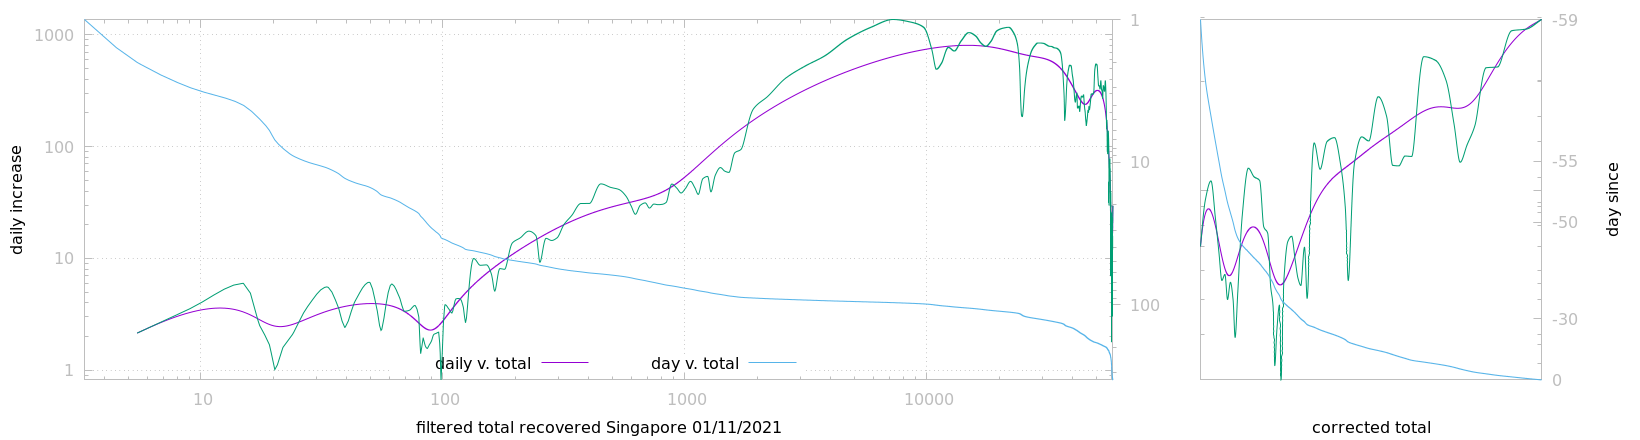 daily increase
1000
100
10
1
10
100
1000
10000
1
10
100
daily v. total
day v. total
filtered total recovered Singapore 01/11/2021
-59
-55
-50
-30
0
day since
corrected total